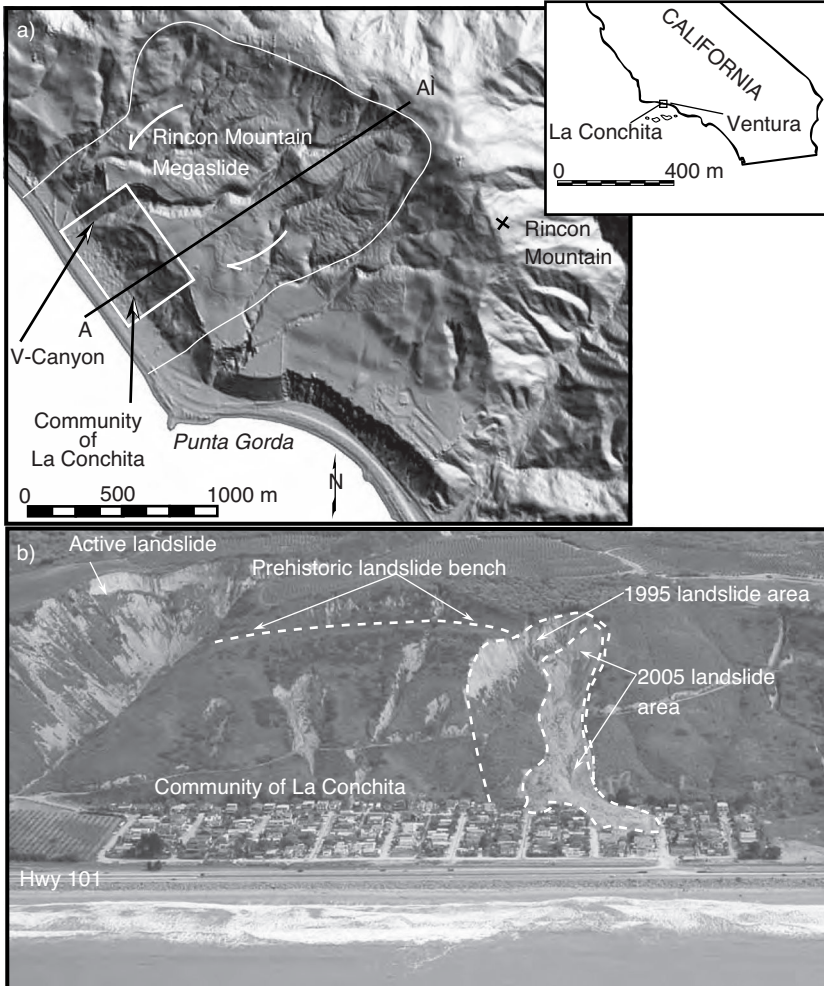 a)
AÌ
Rincon Mountain
Megaslide
Rincon
Mountain
A
V-Canyon
Community
of
La Conchita
Punta Gorda
N
0 500 1000 m
CALIFORNIA
La Conchita
Ventura
0 400 m
b)
Active landslide
Prehistoric landslide bench
1995 landslide area
2005 landslide
area
Community of La Conchita
Hwy 101